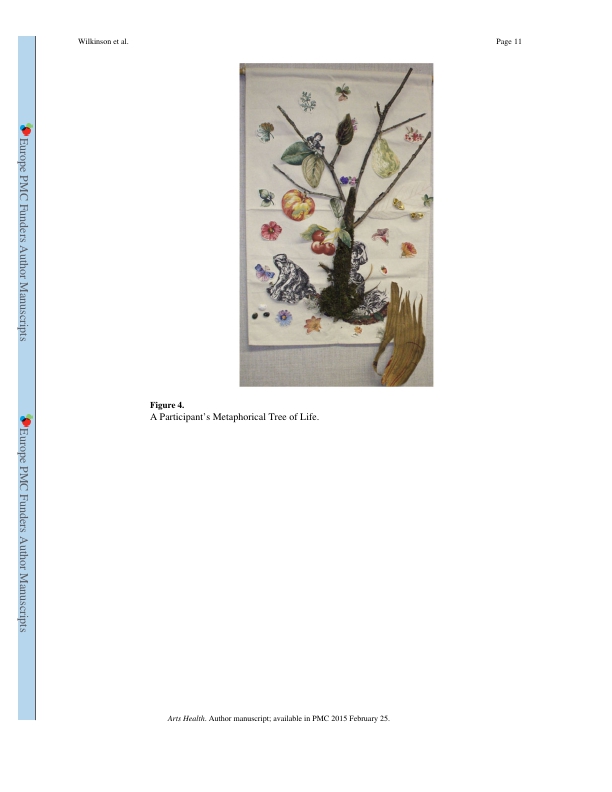 Wilkinson et al.
Page 11
Europe PMC Funders Author Manuscripts
Europe PMC Funders Author Manuscripts
Figure 4.
A Participant's Metaphorical Tree of Life.
Arts Health. Author manuscript; available in PMC 2015 February 25.